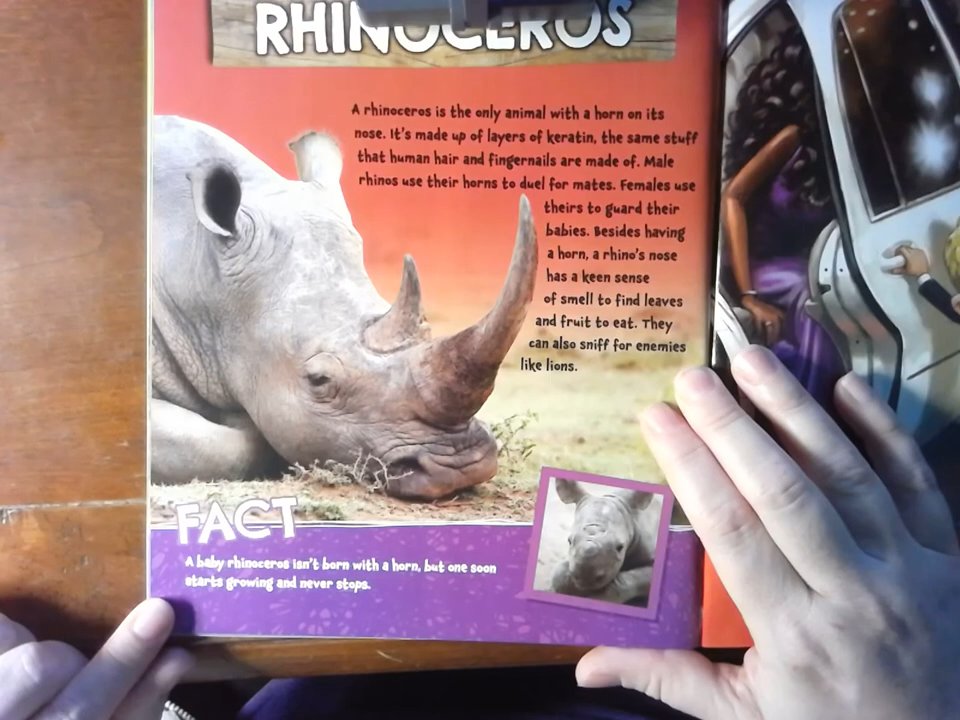 RHINOCEROS
A rhinoceros is the only animal with a horn on its
nose. It's made up of layers of keratin, the same stuff
that human hair and fingernails are made of. Male
rhinos use their horns to duel for mates. Females use
theirs to guard their
babies. Besides having
a horn, a rhino's nose
has a keen sense
of smell to find leaves
and fruit to eat. They
can also sniff for enemies
like lions.
FACT
A baby rhinoceros isn't born with a horn, but one soon
starts growing and never stops.